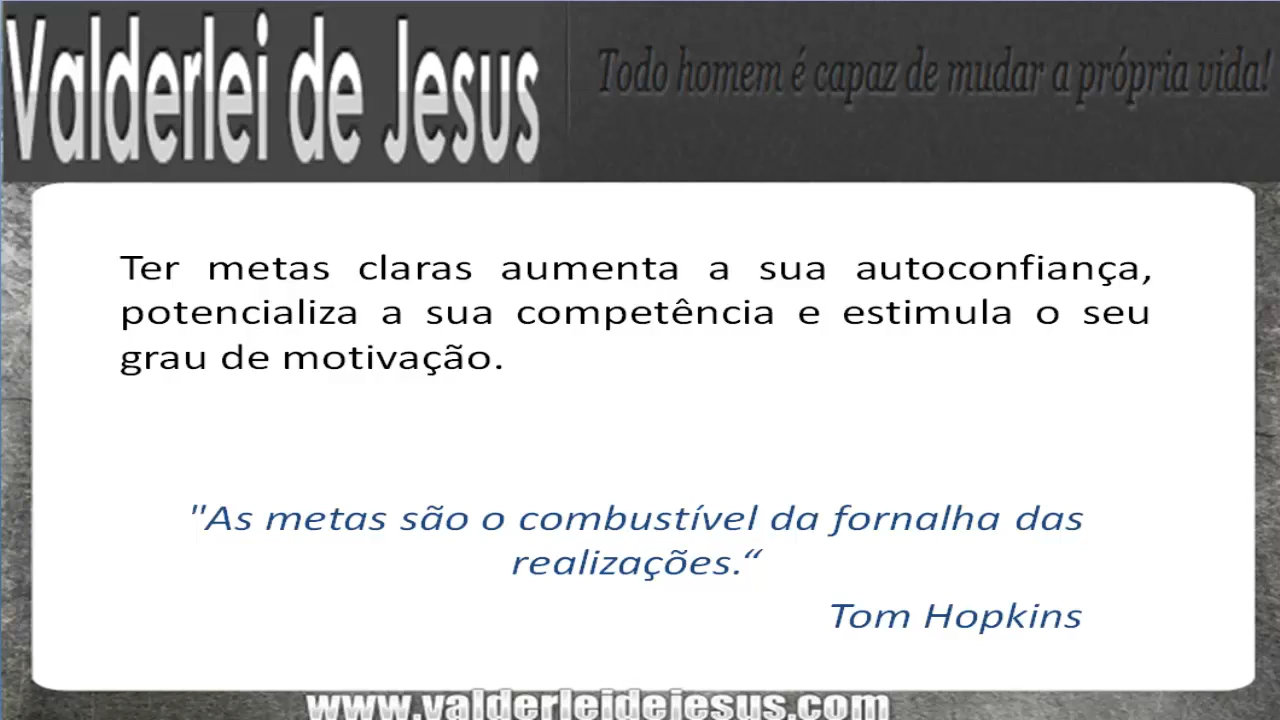 Valderlei de Jesus
Todo homem é capaz de mudar a própria vida!
Ter metas claras aumenta a sua autoconfiança,
potencializa a sua competência e estimula o seu
grau de motivação.
"As metas são o combustível da fornalha das
realizações.“
Tom Hopkins
www.valderleidejesus.com